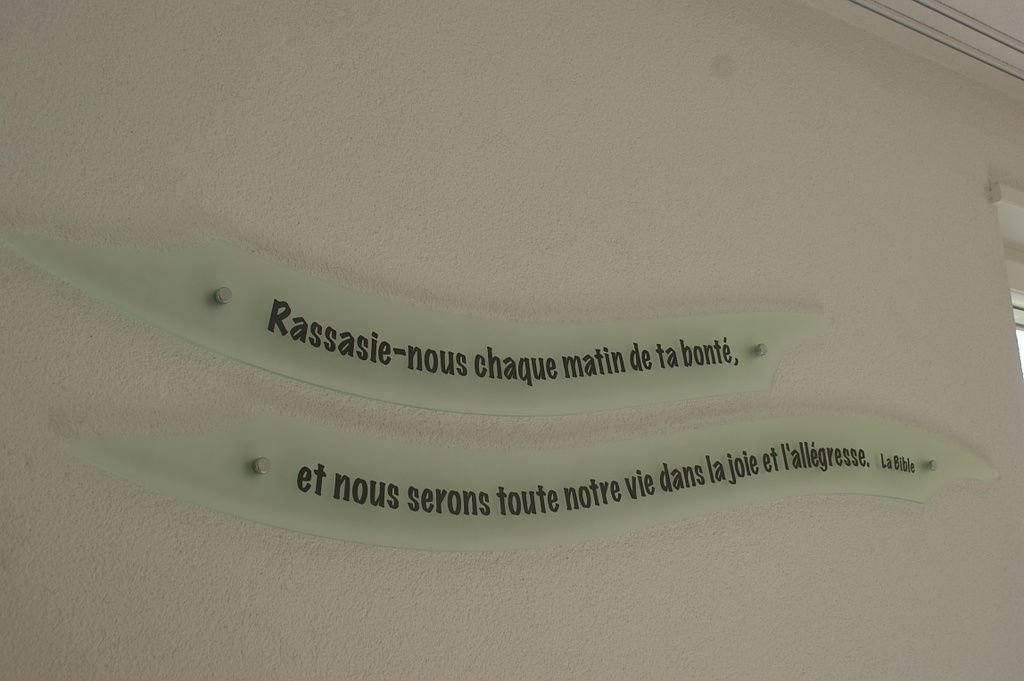 Rassasie-nous chaque matin de ta bonté,
et nous serons toute notre vie dans la joie et l'allégresse. La Bible